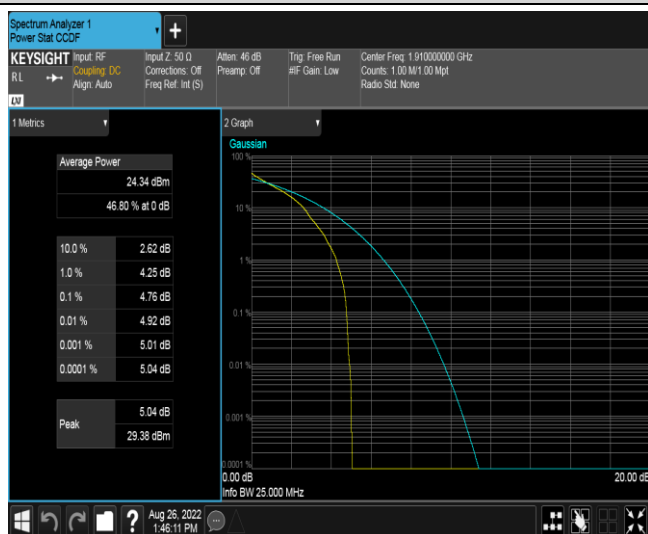 Spectrum Analyzer 1
Power Stat CCDF
+
KEYSIGHT
RL
LXI
Input: RF
Coupling: DC
Align: Auto
Input Z: 50 Ω
Corrections: Off
Freq Ref: Int (S)
Atten: 46 dB
Preamp: Off
Trig: Free Run
#IF Gain: Low
Center Freq: 1.910000000 GHz
Counts: 1.00 M/1.00 Mpt
Radio Std: None
1 Metrics
Average Power
24.34 dBm
46.80 % at 0 dB
10.0 % 2.62 dB
1.0 % 4.25 dB
0.1 % 4.76 dB
0.01 % 4.92 dB
0.001 % 5.01 dB
0.0001 % 5.04 dB
Peak
5.04 dB
29.38 dBm
2 Graph
Gaussian
100 %
10 %
1 %
0.1 %
0.01 %
0.001 %
0.0001 %
0.00 dB
20.00 dB
Info BW 25.000 MHz
?
Aug 26, 2022
1:46:11 PM